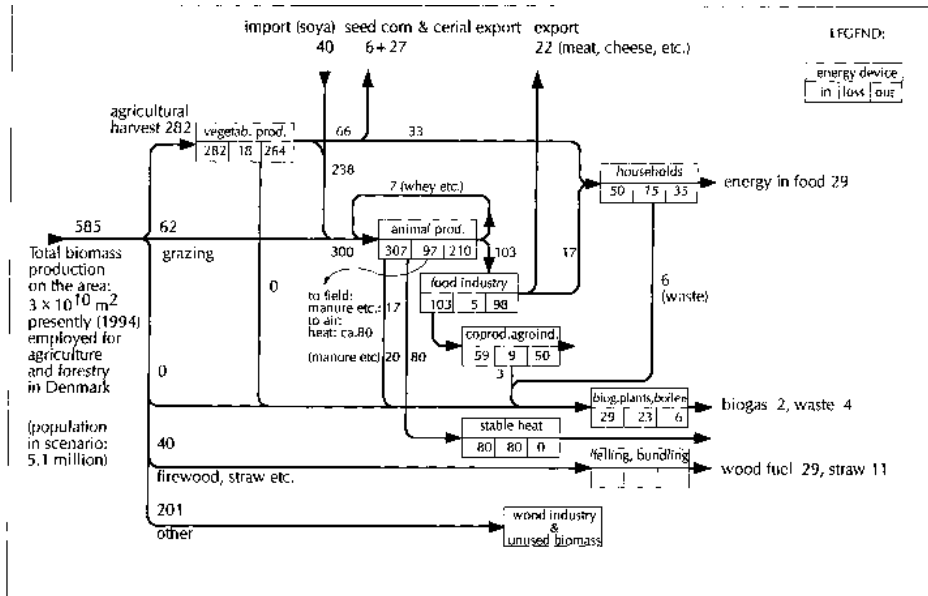 import (soya) seed corn & cerial export export
40 6+27 22 (meat, cheese, etc.)
LEGEND:
energy device
in loss out
agricultural
harvest 282
vegetab. prod.
282 18 264
66 33
238
households
50 15 35
energy in food 29
7 (whey etc.)
585 62
grazing
300
animal prod.
307 97 210
103
17
Total biomass
production
on the area:
3 × 10¹⁰ m²
presently (1994)
employed for
agriculture
and forestry
in Denmark
(population
in scenario:
5.1 million)
0
to field:
manure etc.: 17
to air:
heat: ca.80
(manure etc) 20 80
food industry
103 5 98
6
(waste)
coprod.agroind.
59 9 50
3
0
biog.plants,boilers
29 23 6
biogas 2, waste 4
stable heat
80 80 0
40
firewood, straw etc.
felling, bundling
wood fuel 29, straw 11
201
other
wood industry
&
unused biomass